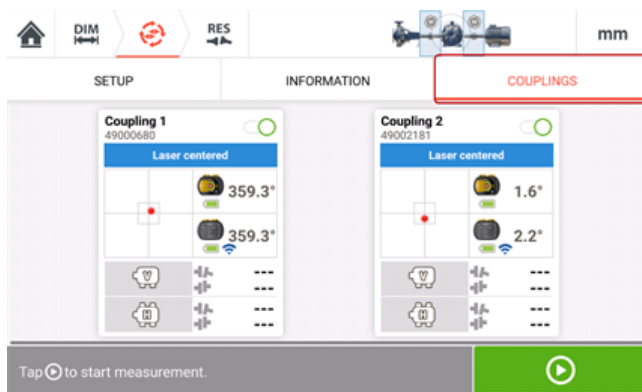 DIM
RES
mm
SETUP
INFORMATION
COUPLINGS
Coupling 1
49000680
Laser centered
359.3°
359.3°
V
---
---
H
---
---
Coupling 2
49002181
Laser centered
1.6°
2.2°
V
---
---
H
---
---
Tap to start measurement.